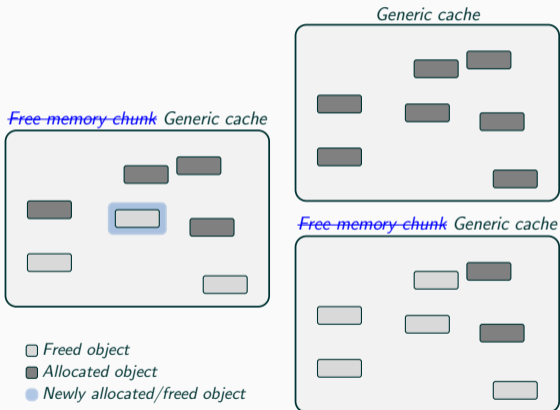 Generic cache
Free memory chunk Generic cache
Free memory chunk Generic cache
Freed object
Allocated object
Newly allocated/freed object